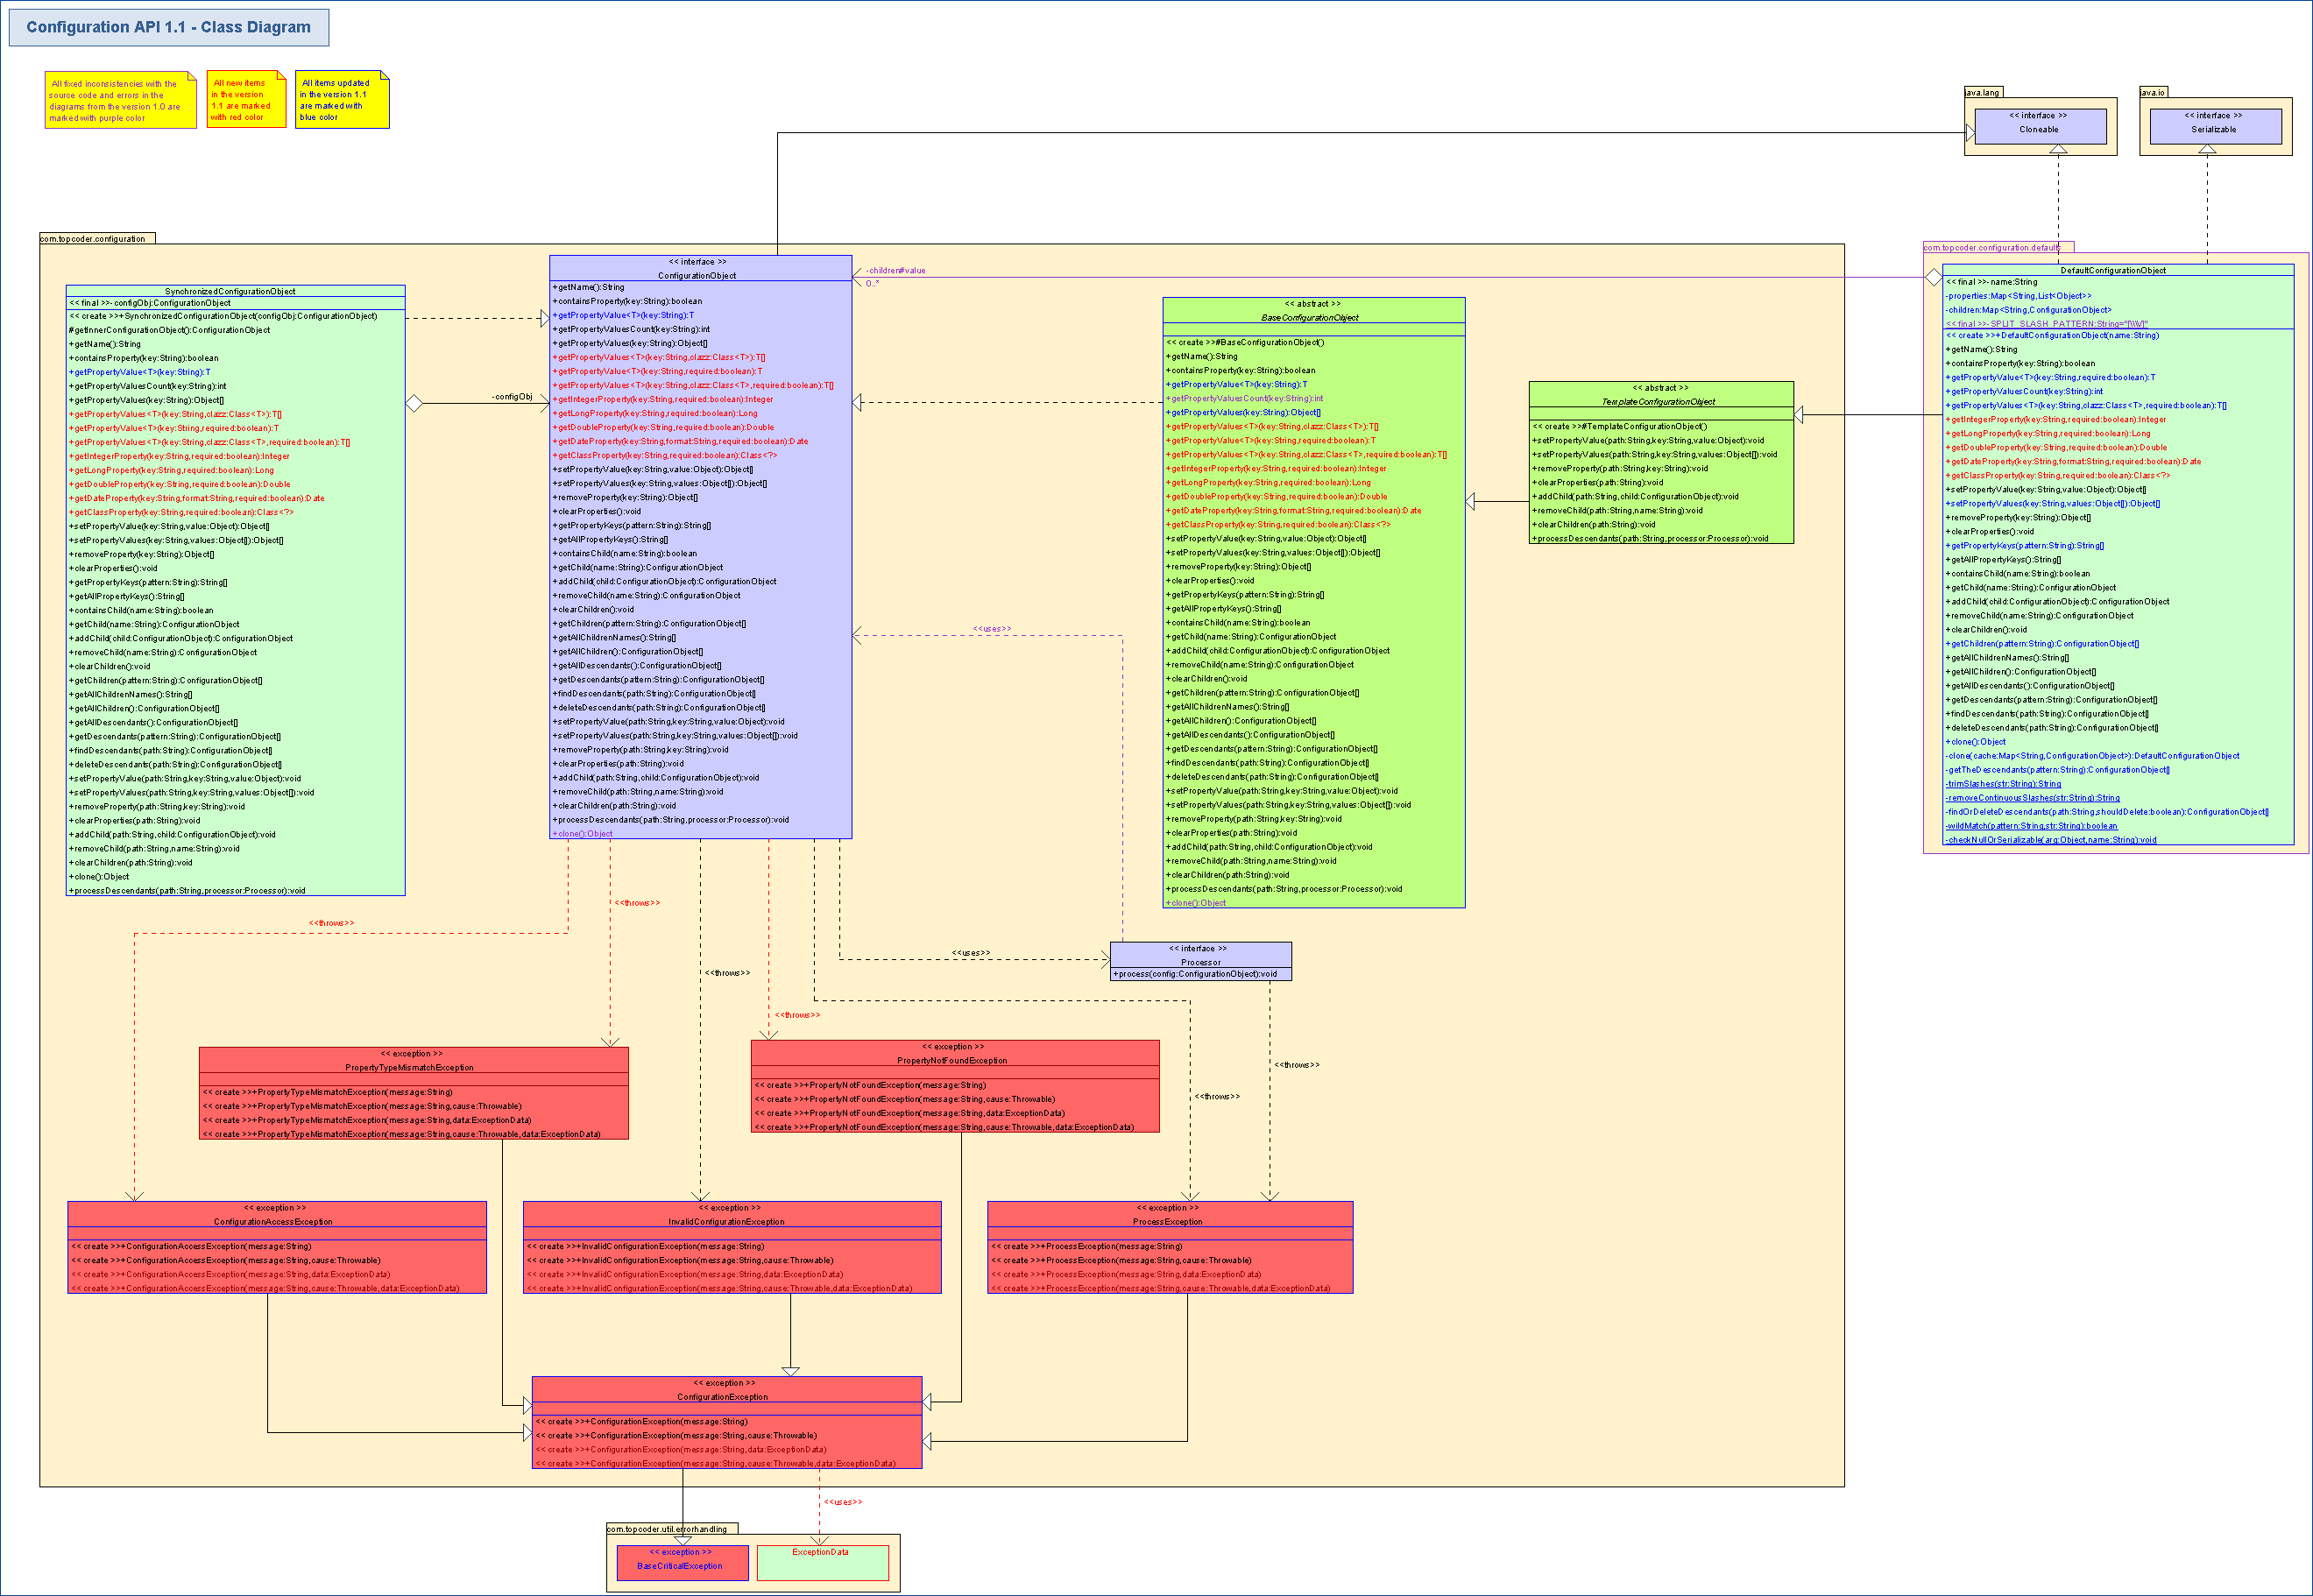 Configuration API 1.1 - Class Diagram
All fixed inconsistencies with the
source code and errors in the
diagrams from the version 1.0 are
marked with purple color
All new items
in the version
1.1 are marked
with red color
All items updated
in the version 1.1
are marked with
blue color
java.lang
<< interface >>
Cloneable
java.io
<< interface >>
Serializable
com.topcoder.configuration
SynchronizedConfigurationObject
<< final >>-configObj:ConfigurationObject
<< create >>+SynchronizedConfigurationObject(configObj:ConfigurationObject)
#getInnerConfigurationObject():ConfigurationObject
+getName():String
+containsProperty(key:String):boolean
+getPropertyValue<T>(key:String):T
+getPropertyValuesCount(key:String):int
+getPropertyValues(key:String):Object[]
+getPropertyValues<T>(key:String,clazz:Class<T>):T[]
+getPropertyValue<T>(key:String,required:boolean):T
+getPropertyValues<T>(key:String,clazz:Class<T>,required:boolean):T[]
+getIntegerProperty(key:String,required:boolean):Integer
+getLongProperty(key:String,required:boolean):Long
+getDoubleProperty(key:String,required:boolean):Double
+getDateProperty(key:String,format:String,required:boolean):Date
+getClassProperty(key:String,required:boolean):Class<?>
+setPropertyValue(key:String,value:Object):Object[]
+setPropertyValues(key:String,values:Object[]):Object[]
+removeProperty(key:String):Object[]
+clearProperties():void
+getPropertyKeys(pattern:String):String[]
+getAllPropertyKeys():String[]
+containsChild(name:String):boolean
+getChild(name:String):ConfigurationObject
+addChild(child:ConfigurationObject):ConfigurationObject
+removeChild(name:String):ConfigurationObject
+clearChildren():void
+getChildren(pattern:String):ConfigurationObject[]
+getAllChildrenNames():String[]
+getAllChildren():ConfigurationObject[]
+getAllDescendants():ConfigurationObject[]
+getDescendants(pattern:String):ConfigurationObject[]
+findDescendants(path:String):ConfigurationObject[]
+deleteDescendants(path:String):ConfigurationObject[]
+setPropertyValue(path:String,key:String,value:Object):void
+setPropertyValues(path:String,key:String,values:Object[]):void
+removeProperty(path:String,key:String):void
+clearProperties(path:String):void
+addChild(path:String,child:ConfigurationObject):void
+removeChild(path:String,name:String):void
+clearChildren(path:String):void
+clone():Object
+processDescendants(path:String,processor:Processor):void
-configObj
<< interface >>
ConfigurationObject
+getName():String
+containsProperty(key:String):boolean
+getPropertyValue<T>(key:String):T
+getPropertyValuesCount(key:String):int
+getPropertyValues(key:String):Object[]
+getPropertyValues<T>(key:String,clazz:Class<T>):T[]
+getPropertyValue<T>(key:String,required:boolean):T
+getPropertyValues<T>(key:String,clazz:Class<T>,required:boolean):T[]
+getIntegerProperty(key:String,required:boolean):Integer
+getLongProperty(key:String,required:boolean):Long
+getDoubleProperty(key:String,required:boolean):Double
+getDateProperty(key:String,format:String,required:boolean):Date
+getClassProperty(key:String,required:boolean):Class<?>
+setPropertyValue(key:String,value:Object):Object[]
+setPropertyValues(key:String,values:Object[]):Object[]
+removeProperty(key:String):Object[]
+clearProperties():void
+getPropertyKeys(pattern:String):String[]
+getAllPropertyKeys():String[]
+containsChild(name:String):boolean
+getChild(name:String):ConfigurationObject
+addChild(child:ConfigurationObject):ConfigurationObject
+removeChild(name:String):ConfigurationObject
+clearChildren():void
+getChildren(pattern:String):ConfigurationObject[]
+getAllChildrenNames():String[]
+getAllChildren():ConfigurationObject[]
+getAllDescendants():ConfigurationObject[]
+getDescendants(pattern:String):ConfigurationObject[]
+findDescendants(path:String):ConfigurationObject[]
+deleteDescendants(path:String):ConfigurationObject[]
+setPropertyValue(path:String,key:String,value:Object):void
+setPropertyValues(path:String,key:String,values:Object[]):void
+removeProperty(path:String,key:String):void
+clearProperties(path:String):void
+addChild(path:String,child:ConfigurationObject):void
+removeChild(path:String,name:String):void
+clearChildren(path:String):void
+processDescendants(path:String,processor:Processor):void
+clone():Object
-children#value
0..*
<< abstract >>
BaseConfigurationObject
<< create >>#BaseConfigurationObject()
+getName():String
+containsProperty(key:String):boolean
+getPropertyValue<T>(key:String):T
+getPropertyValuesCount(key:String):int
+getPropertyValues(key:String):Object[]
+getPropertyValues<T>(key:String,clazz:Class<T>):T[]
+getPropertyValue<T>(key:String,required:boolean):T
+getPropertyValues<T>(key:String,clazz:Class<T>,required:boolean):T[]
+getIntegerProperty(key:String,required:boolean):Integer
+getLongProperty(key:String,required:boolean):Long
+getDoubleProperty(key:String,required:boolean):Double
+getDateProperty(key:String,format:String,required:boolean):Date
+getClassProperty(key:String,required:boolean):Class<?>
+setPropertyValue(key:String,value:Object):Object[]
+setPropertyValues(key:String,values:Object[]):Object[]
+removeProperty(key:String):Object[]
+clearProperties():void
+getPropertyKeys(pattern:String):String[]
+getAllPropertyKeys():String[]
+containsChild(name:String):boolean
+getChild(name:String):ConfigurationObject
+addChild(child:ConfigurationObject):ConfigurationObject
+removeChild(name:String):ConfigurationObject
+clearChildren():void
+getChildren(pattern:String):ConfigurationObject[]
+getAllChildrenNames():String[]
+getAllChildren():ConfigurationObject[]
+getAllDescendants():ConfigurationObject[]
+getDescendants(pattern:String):ConfigurationObject[]
+findDescendants(path:String):ConfigurationObject[]
+deleteDescendants(path:String):ConfigurationObject[]
+setPropertyValue(path:String,key:String,value:Object):void
+setPropertyValues(path:String,key:String,values:Object[]):void
+removeProperty(path:String,key:String):void
+clearProperties(path:String):void
+addChild(path:String,child:ConfigurationObject):void
+removeChild(path:String,name:String):void
+clearChildren(path:String):void
+processDescendants(path:String,processor:Processor):void
+clone():Object
<< abstract >>
TemplateConfigurationObject
<< create >>#TemplateConfigurationObject()
+setPropertyValue(path:String,key:String,value:Object):void
+setPropertyValues(path:String,key:String,values:Object[]):void
+removeProperty(path:String,key:String):void
+clearProperties(path:String):void
+addChild(path:String,child:ConfigurationObject):void
+removeChild(path:String,name:String):void
+clearChildren(path:String):void
+processDescendants(path:String,processor:Processor):void
com.topcoder.configuration.defaults
DefaultConfigurationObject
<< final >>-name:String
-properties:Map<String,List<Object>>
-children:Map<String,ConfigurationObject>
<< final >>-SPLIT_SLASH_PATTERN:String="[\\\\/]"
<< create >>+DefaultConfigurationObject(name:String)
+getName():String
+containsProperty(key:String):boolean
+getPropertyValue<T>(key:String,required:boolean):T
+getPropertyValuesCount(key:String):int
+getPropertyValues<T>(key:String,clazz:Class<T>,required:boolean):T[]
+getIntegerProperty(key:String,required:boolean):Integer
+getLongProperty(key:String,required:boolean):Long
+getDoubleProperty(key:String,required:boolean):Double
+getDateProperty(key:String,format:String,required:boolean):Date
+getClassProperty(key:String,required:boolean):Class<?>
+setPropertyValue(key:String,value:Object):Object[]
+setPropertyValues(key:String,values:Object[]):Object[]
+removeProperty(key:String):Object[]
+clearProperties():void
+getPropertyKeys(pattern:String):String[]
+getAllPropertyKeys():String[]
+containsChild(name:String):boolean
+getChild(name:String):ConfigurationObject
+addChild(child:ConfigurationObject):ConfigurationObject
+removeChild(name:String):ConfigurationObject
+clearChildren():void
+getChildren(pattern:String):ConfigurationObject[]
+getAllChildrenNames():String[]
+getAllChildren():ConfigurationObject[]
+getAllDescendants():ConfigurationObject[]
+getDescendants(pattern:String):ConfigurationObject[]
+findDescendants(path:String):ConfigurationObject[]
+deleteDescendants(path:String):ConfigurationObject[]
+clone():Object
-clone(cache:Map<String,ConfigurationObject>):DefaultConfigurationObject
-getTheDescendants(pattern:String):ConfigurationObject[]
-trimSlashes(str:String):String
-removeContinuousSlashes(str:String):String
-findOrDeleteDescendants(path:String,shouldDelete:boolean):ConfigurationObject[]
-wildMatch(pattern:String,str:String):boolean
-checkNullOrSerializable(arg:Object,name:String):void
<<uses>>
<<throws>>
<<throws>>
<<throws>>
<<uses>>
<< interface >>
Processor
+process(config:ConfigurationObject):void
<<throws>>
<<throws>>
<<throws>>
<< exception >>
PropertyTypeMismatchException
<< create >>+PropertyTypeMismatchException(message:String)
<< create >>+PropertyTypeMismatchException(message:String,cause:Throwable)
<< create >>+PropertyTypeMismatchException(message:String,data:ExceptionData)
<< create >>+PropertyTypeMismatchException(message:String,cause:Throwable,data:ExceptionData)
<< exception >>
PropertyNotFoundException
<< create >>+PropertyNotFoundException(message:String)
<< create >>+PropertyNotFoundException(message:String,cause:Throwable)
<< create >>+PropertyNotFoundException(message:String,data:ExceptionData)
<< create >>+PropertyNotFoundException(message:String,cause:Throwable,data:ExceptionData)
<< exception >>
ConfigurationAccessException
<< create >>+ConfigurationAccessException(message:String)
<< create >>+ConfigurationAccessException(message:String,cause:Throwable)
<< create >>+ConfigurationAccessException(message:String,data:ExceptionData)
<< create >>+ConfigurationAccessException(message:String,cause:Throwable,data:ExceptionData)
<< exception >>
InvalidConfigurationException
<< create >>+InvalidConfigurationException(message:String)
<< create >>+InvalidConfigurationException(message:String,cause:Throwable)
<< create >>+InvalidConfigurationException(message:String,data:ExceptionData)
<< create >>+InvalidConfigurationException(message:String,cause:Throwable,data:ExceptionData)
<< exception >>
ProcessException
<< create >>+ProcessException(message:String)
<< create >>+ProcessException(message:String,cause:Throwable)
<< create >>+ProcessException(message:String,data:ExceptionData)
<< create >>+ProcessException(message:String,cause:Throwable,data:ExceptionData)
<< exception >>
ConfigurationException
<< create >>+ConfigurationException(message:String)
<< create >>+ConfigurationException(message:String,cause:Throwable)
<< create >>+ConfigurationException(message:String,data:ExceptionData)
<< create >>+ConfigurationException(message:String,cause:Throwable,data:ExceptionData)
<<uses>>
com.topcoder.util.errorhandling
<< exception >>
BaseCriticalException
ExceptionData